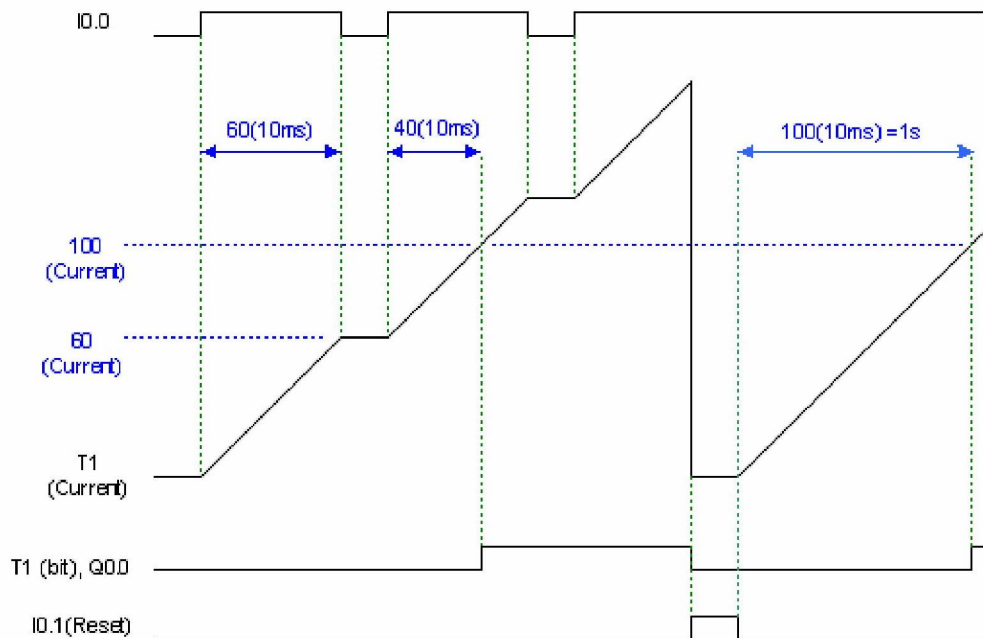 I0.0
60(10ms)
40(10ms)
100(10ms)=1s
100
(Current)
60
(Current)
T1
(Current)
T1 (bit), Q0.0
I0.1(Reset)